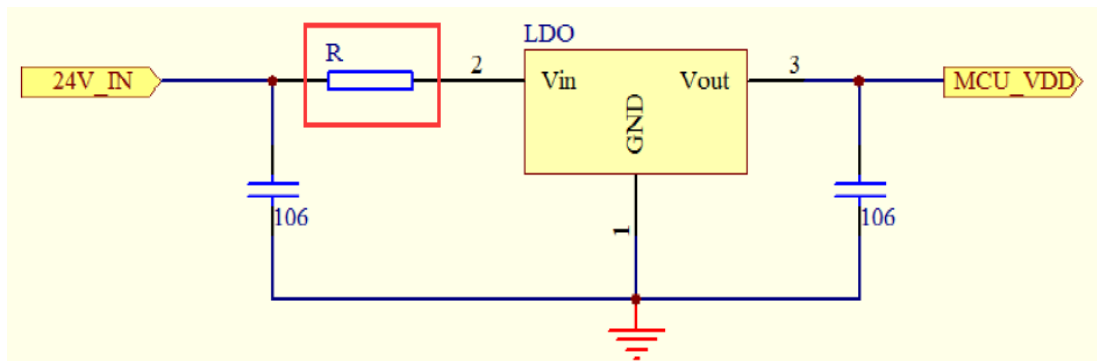 LDO
R
24V_IN
2
Vin
Vout
3
MCU_VDD
GND
106
1
106